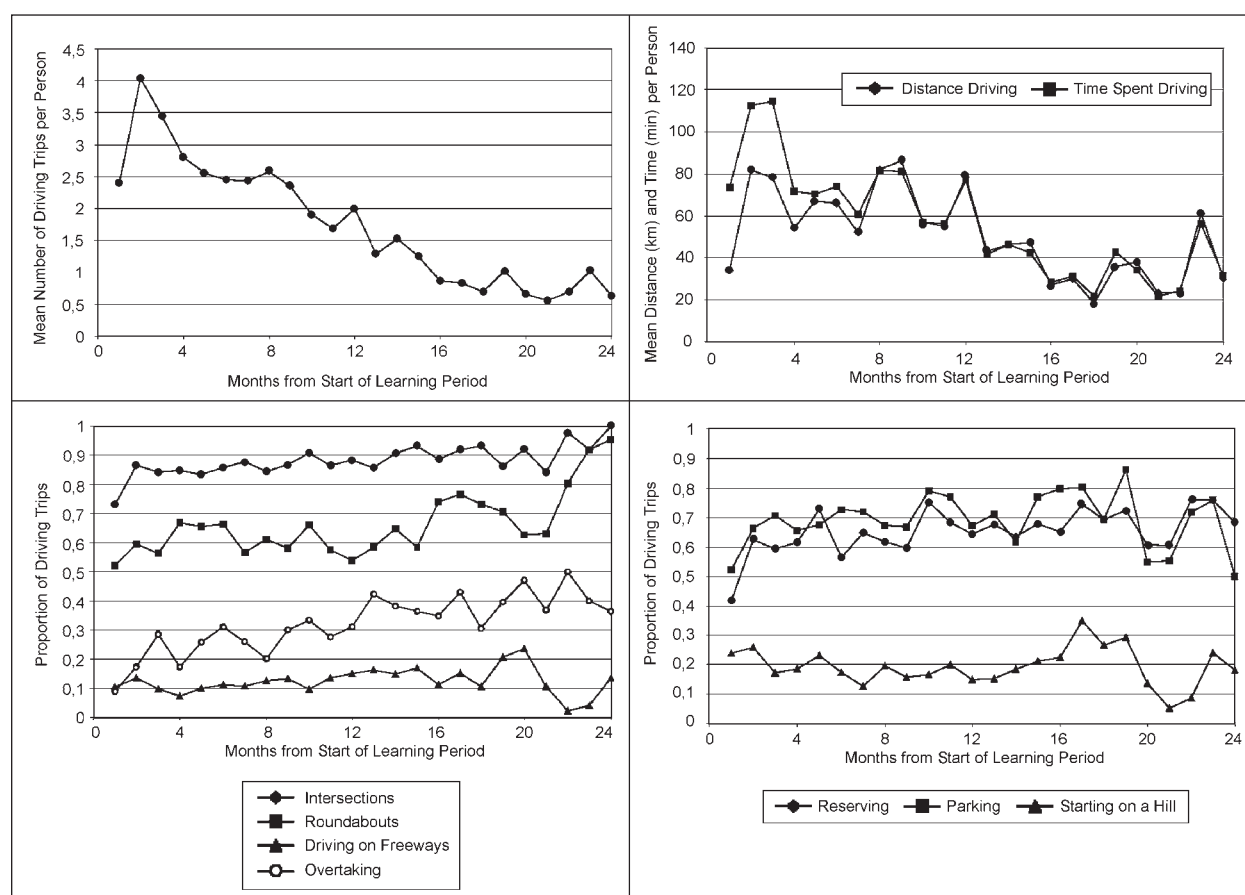 Mean Number of Driving Trips per Person
4,5
4
3,5
3
2,5
2
1,5
1
0,5
0
0 4 8 12 16 20 24
Months from Start of Learning Period
Mean Distance (km) and Time (min) per Person
140
120
100
80
60
40
20
0
Distance Driving Time Spent Driving
0 4 8 12 16 20 24
Months from Start of Learning Period
Proportion of Driving Trips
1
0,9
0,8
0,7
0,6
0,5
0,4
0,3
0,2
0,1
0
0 4 8 12 16 20 24
Months from Start of Learning Period
Intersections
Roundabouts
Driving on Freeways
Overtaking
Proportion of Driving Trips
1
0,9
0,8
0,7
0,6
0,5
0,4
0,3
0,2
0,1
0
0 4 8 12 16 20 24
Months from Start of Learning Period
Reserving Parking Starting on a Hill